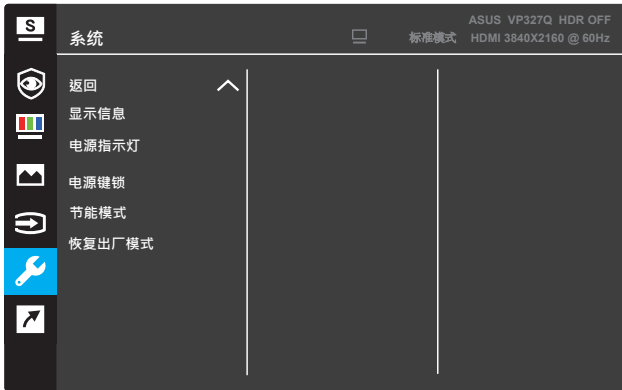 S
ASUS VP327Q HDR OFF
系统
标准模式 HDMI 3840X2160 @ 60Hz
返回
显示信息
电源指示灯
电源键锁
节能模式
恢复出厂模式